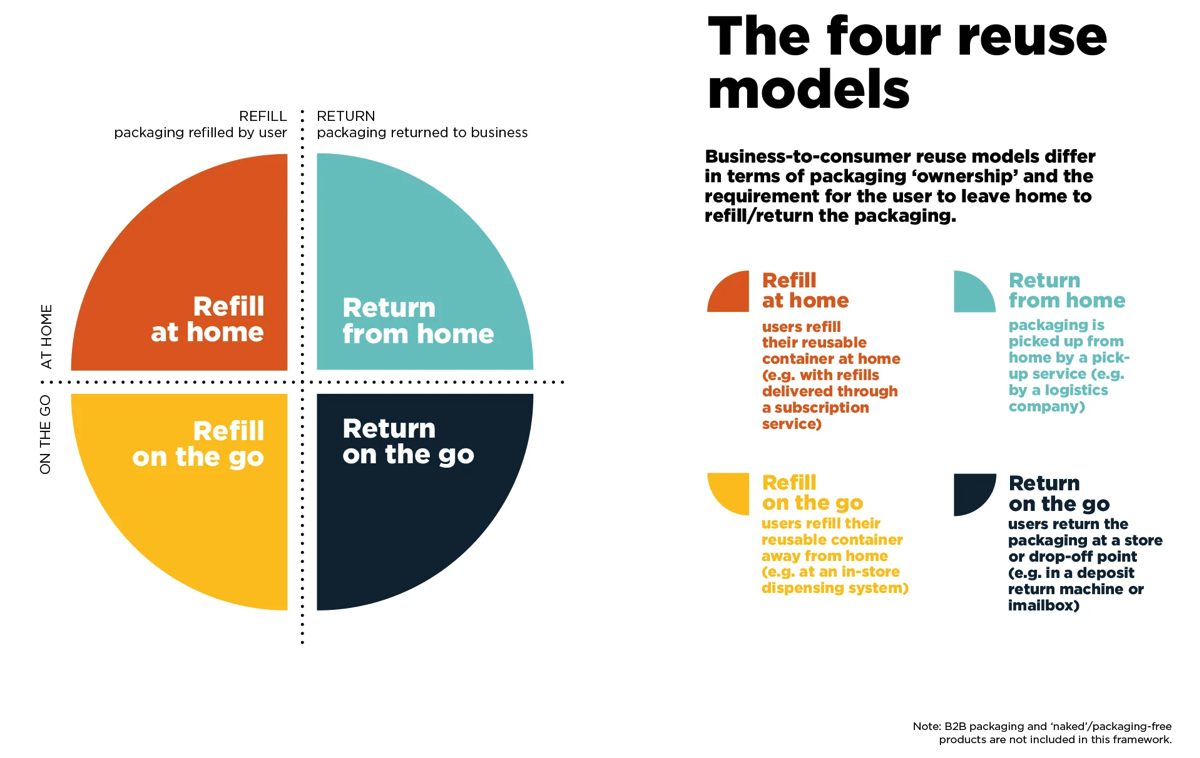 The four reuse
models
REFILL
packaging refilled by user
RETURN
packaging returned to business
AT HOME
ON THE GO
Refill
at home
Return
from home
Refill
on the go
Return
on the go
Business-to-consumer reuse models differ
in terms of packaging ‘ownership’ and the
requirement for the user to leave home to
refill/return the packaging.
Refill
at home
users refill
their reusable
container at home
(e.g. with refills
delivered through
a subscription
service)
Return
from home
packaging is
picked up from
home by a pick-
up service (e.g.
by a logistics
company)
Refill
on the go
users refill their
reusable container
away from home
(e.g. at an in-store
dispensing system)
Return
on the go
users return the
packaging at a store
or drop-off point
(e.g. in a deposit
return machine or
imailbox)
Note: B2B packaging and ‘naked’/packaging-free
products are not included in this framework.